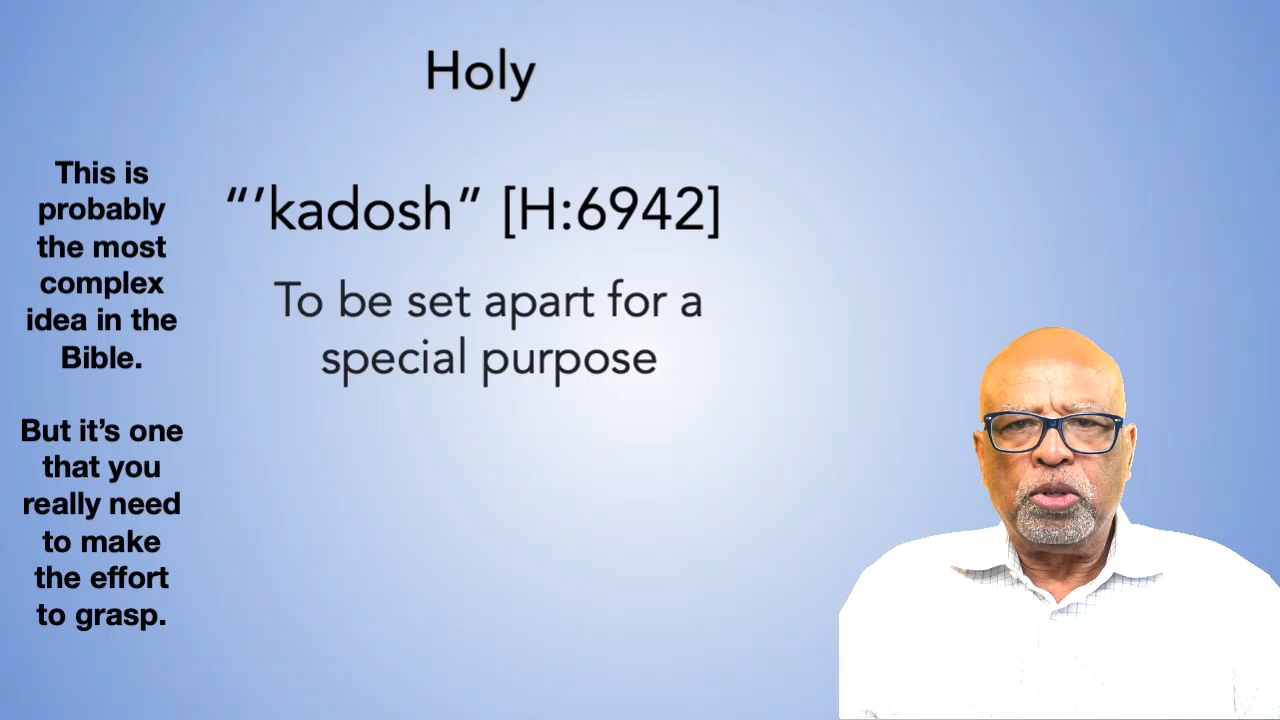 Holy
This is
probably
the most
complex
idea in the
Bible.
But it’s one
that you
really need
to make
the effort
to grasp.
“‘kadosh” [H:6942]
To be set apart for a
special purpose